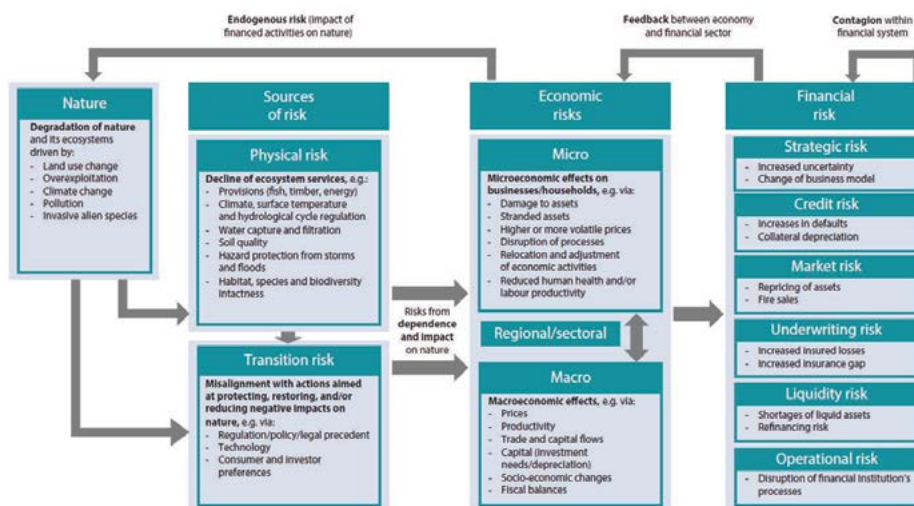 Endogenous risk (impact of
financed activities on nature)
Feedback between economy
and financial sector
Contagion within
financial system
Nature
Degradation of nature
and its ecosystems
driven by:
- Land use change
- Overexploitation
- Climate change
- Pollution
- Invasive alien species
Sources
of risk
Physical risk
Decline of ecosystem services, e.g.:
- Provisions (fish, timber, energy)
- Climate, surface temperature
and hydrological cycle regulation
- Water capture and filtration
- Soil quality
- Hazard protection from storms
and floods
- Habitat, species and biodiversity
intactness
Transition risk
Misalignment with actions aimed
at protecting, restoring, and/or
reducing negative impacts on
nature, e.g. via:
- Regulation/policy/legal precedent
- Technology
- Consumer and investor
preferences
Risks from
dependence
and impact
on nature
Economic
risks
Micro
Microeconomic effects on
businesses/households, e.g. via:
- Damage to assets
- Stranded assets
- Higher or more volatile prices
- Disruption of processes
- Relocation and adjustment
of economic activities
- Reduced human health and/or
labour productivity
Regional/sectoral
Macro
Macroeconomic effects, e.g. via:
- Prices
- Productivity
- Trade and capital flows
- Capital (investment
needs/depreciation)
- Socio-economic changes
- Fiscal balances
Financial
risk
Strategic risk
- Increased uncertainty
- Change of business model
Credit risk
- Increases in defaults
- Collateral depreciation
Market risk
- Repricing of assets
- Fire sales
Underwriting risk
- Increased insured losses
- Increased insurance gap
Liquidity risk
- Shortages of liquid assets
- Refinancing risk
Operational risk
- Disruption of financial institution's
processes